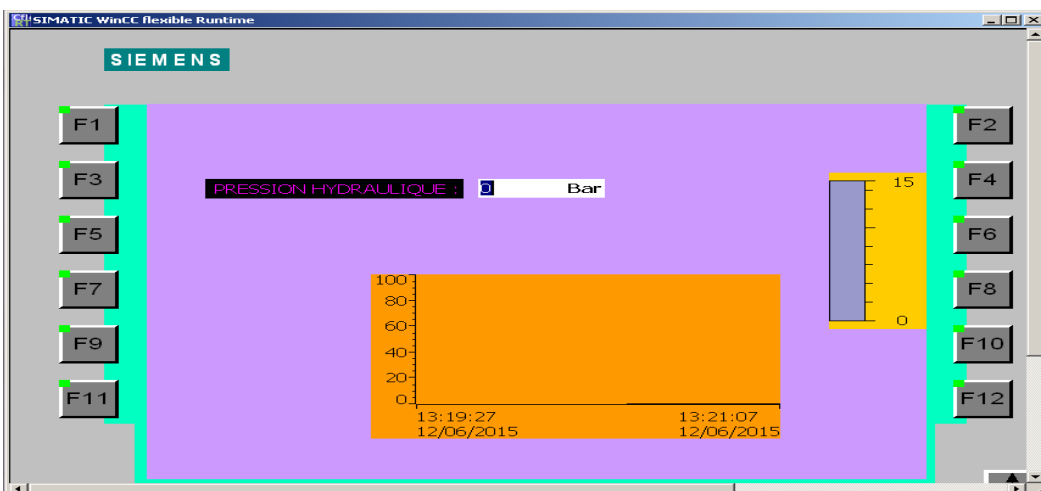 SIMATIC WinCC flexible Runtime
SIEMENS
F1
F2
F3
PRESSION HYDRAULIQUE :
0
Bar
15
F4
F5
F6
F7
100
80
60
40
20
0
0
F8
F9
F10
F11
F12
13:19:27
12/06/2015
13:21:07
12/06/2015